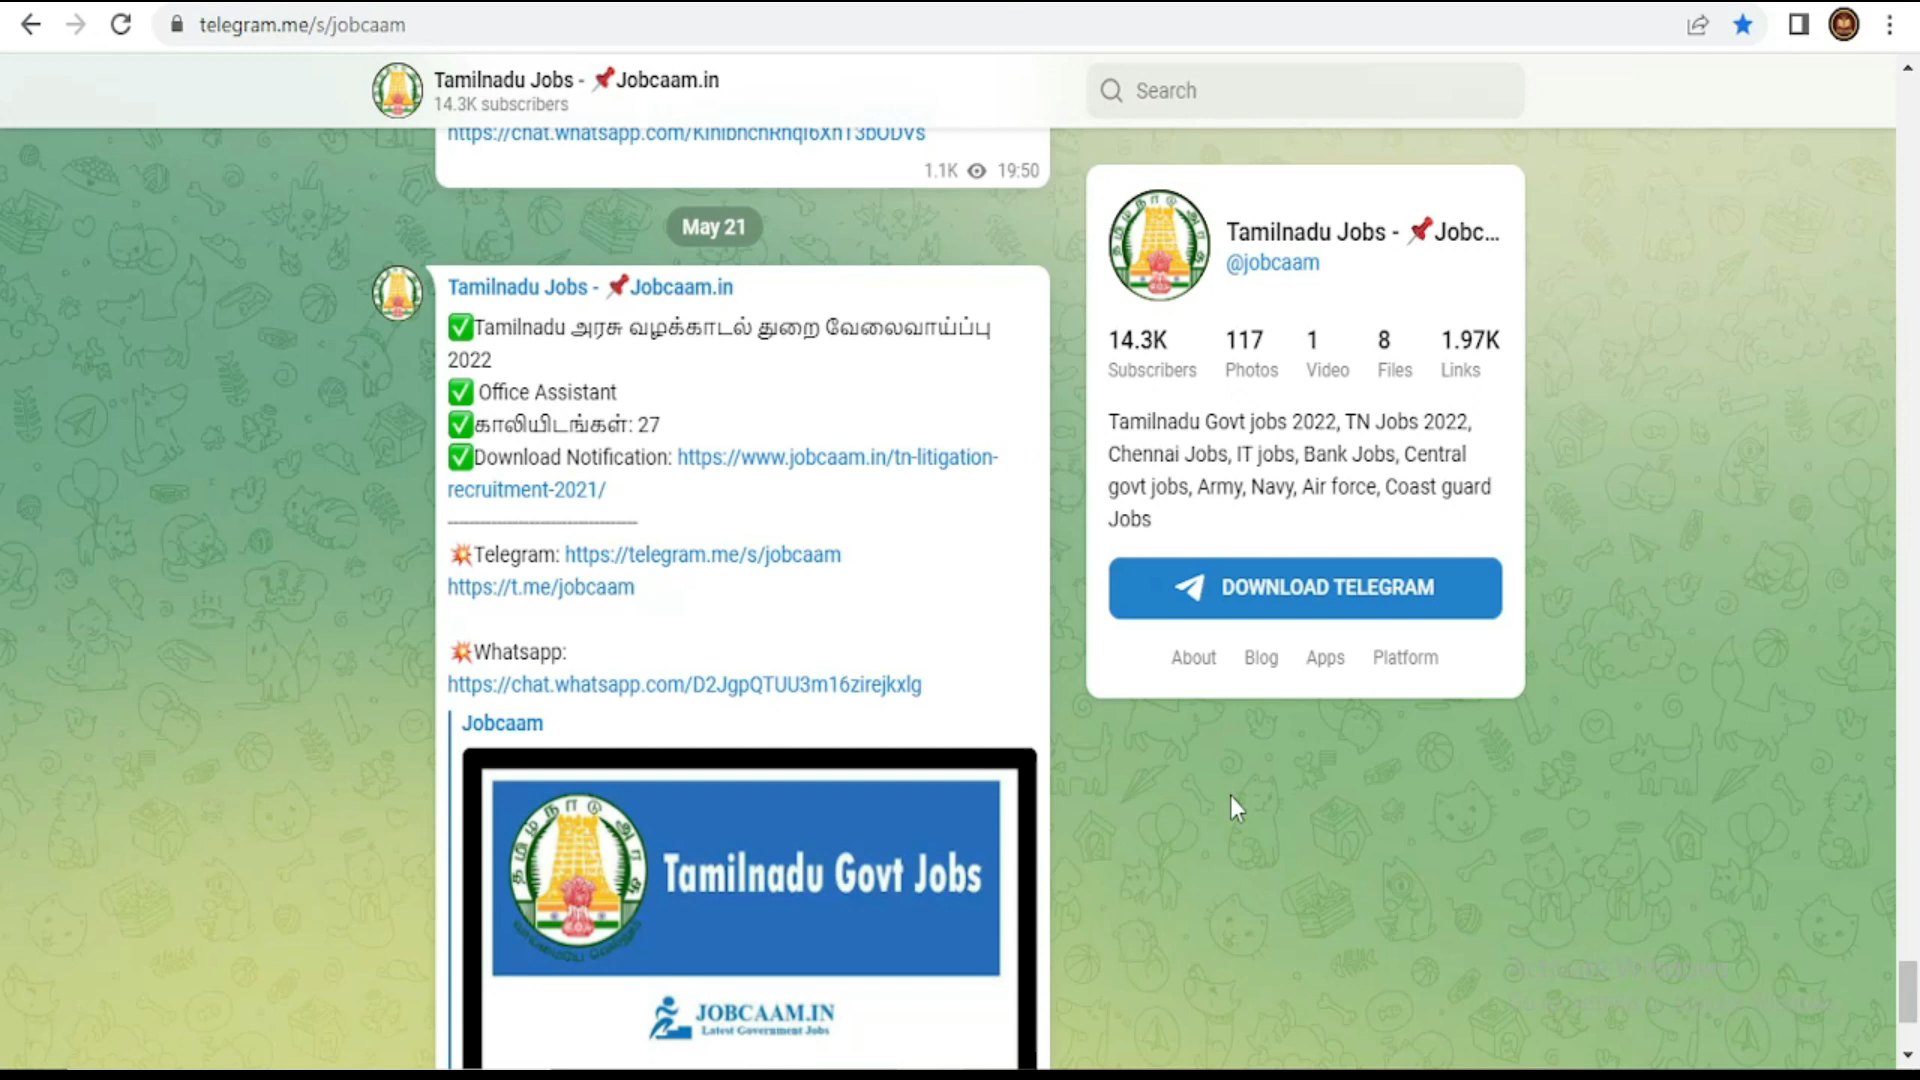 telegram.me/s/jobcaam
Tamilnadu Jobs - 📌Jobcaam.in
14.3K subscribers
Search
1.1K 19:50
May 21
Tamilnadu Jobs - 📌Jobcaam.in
✅Tamilnadu அரசு வழக்காடல் துறை வேலைவாய்ப்பு
2022
✅ Office Assistant
✅காலியிடங்கள்: 27
✅Download Notification: https://www.jobcaam.in/tn-litigation-
recruitment-2021/
💥Telegram: https://telegram.me/s/jobcaam
https://t.me/jobcaam
💥Whatsapp:
https://chat.whatsapp.com/D2JgpQTUU3m16zirejkxlg
Jobcaam
Tamilnadu Govt Jobs
JOBCAAM.IN
Latest Government Jobs
Tamilnadu Jobs - 📌Jobc...
@jobcaam
14.3K 117 1 8 1.97K
Subscribers Photos Video Files Links
Tamilnadu Govt jobs 2022, TN Jobs 2022,
Chennai Jobs, IT jobs, Bank Jobs, Central
govt jobs, Army, Navy, Air force, Coast guard
Jobs
DOWNLOAD TELEGRAM
About Blog Apps Platform